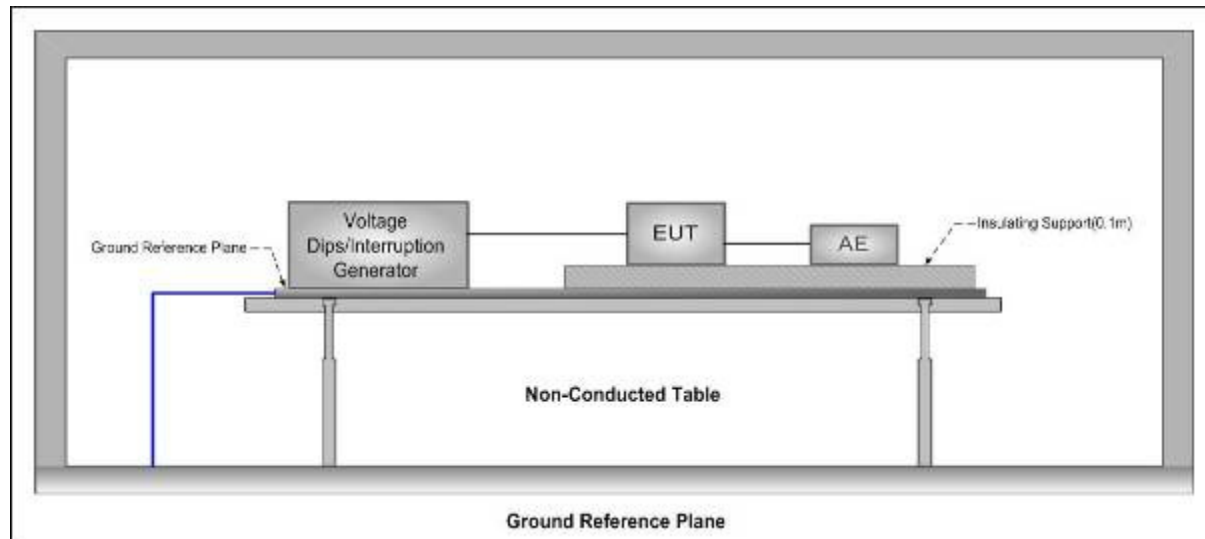 Voltage
Dips/Interruption
Generator
EUT
AE
Insulating Support(0.1m)
Ground Reference Plane
Non-Conducted Table
Ground Reference Plane